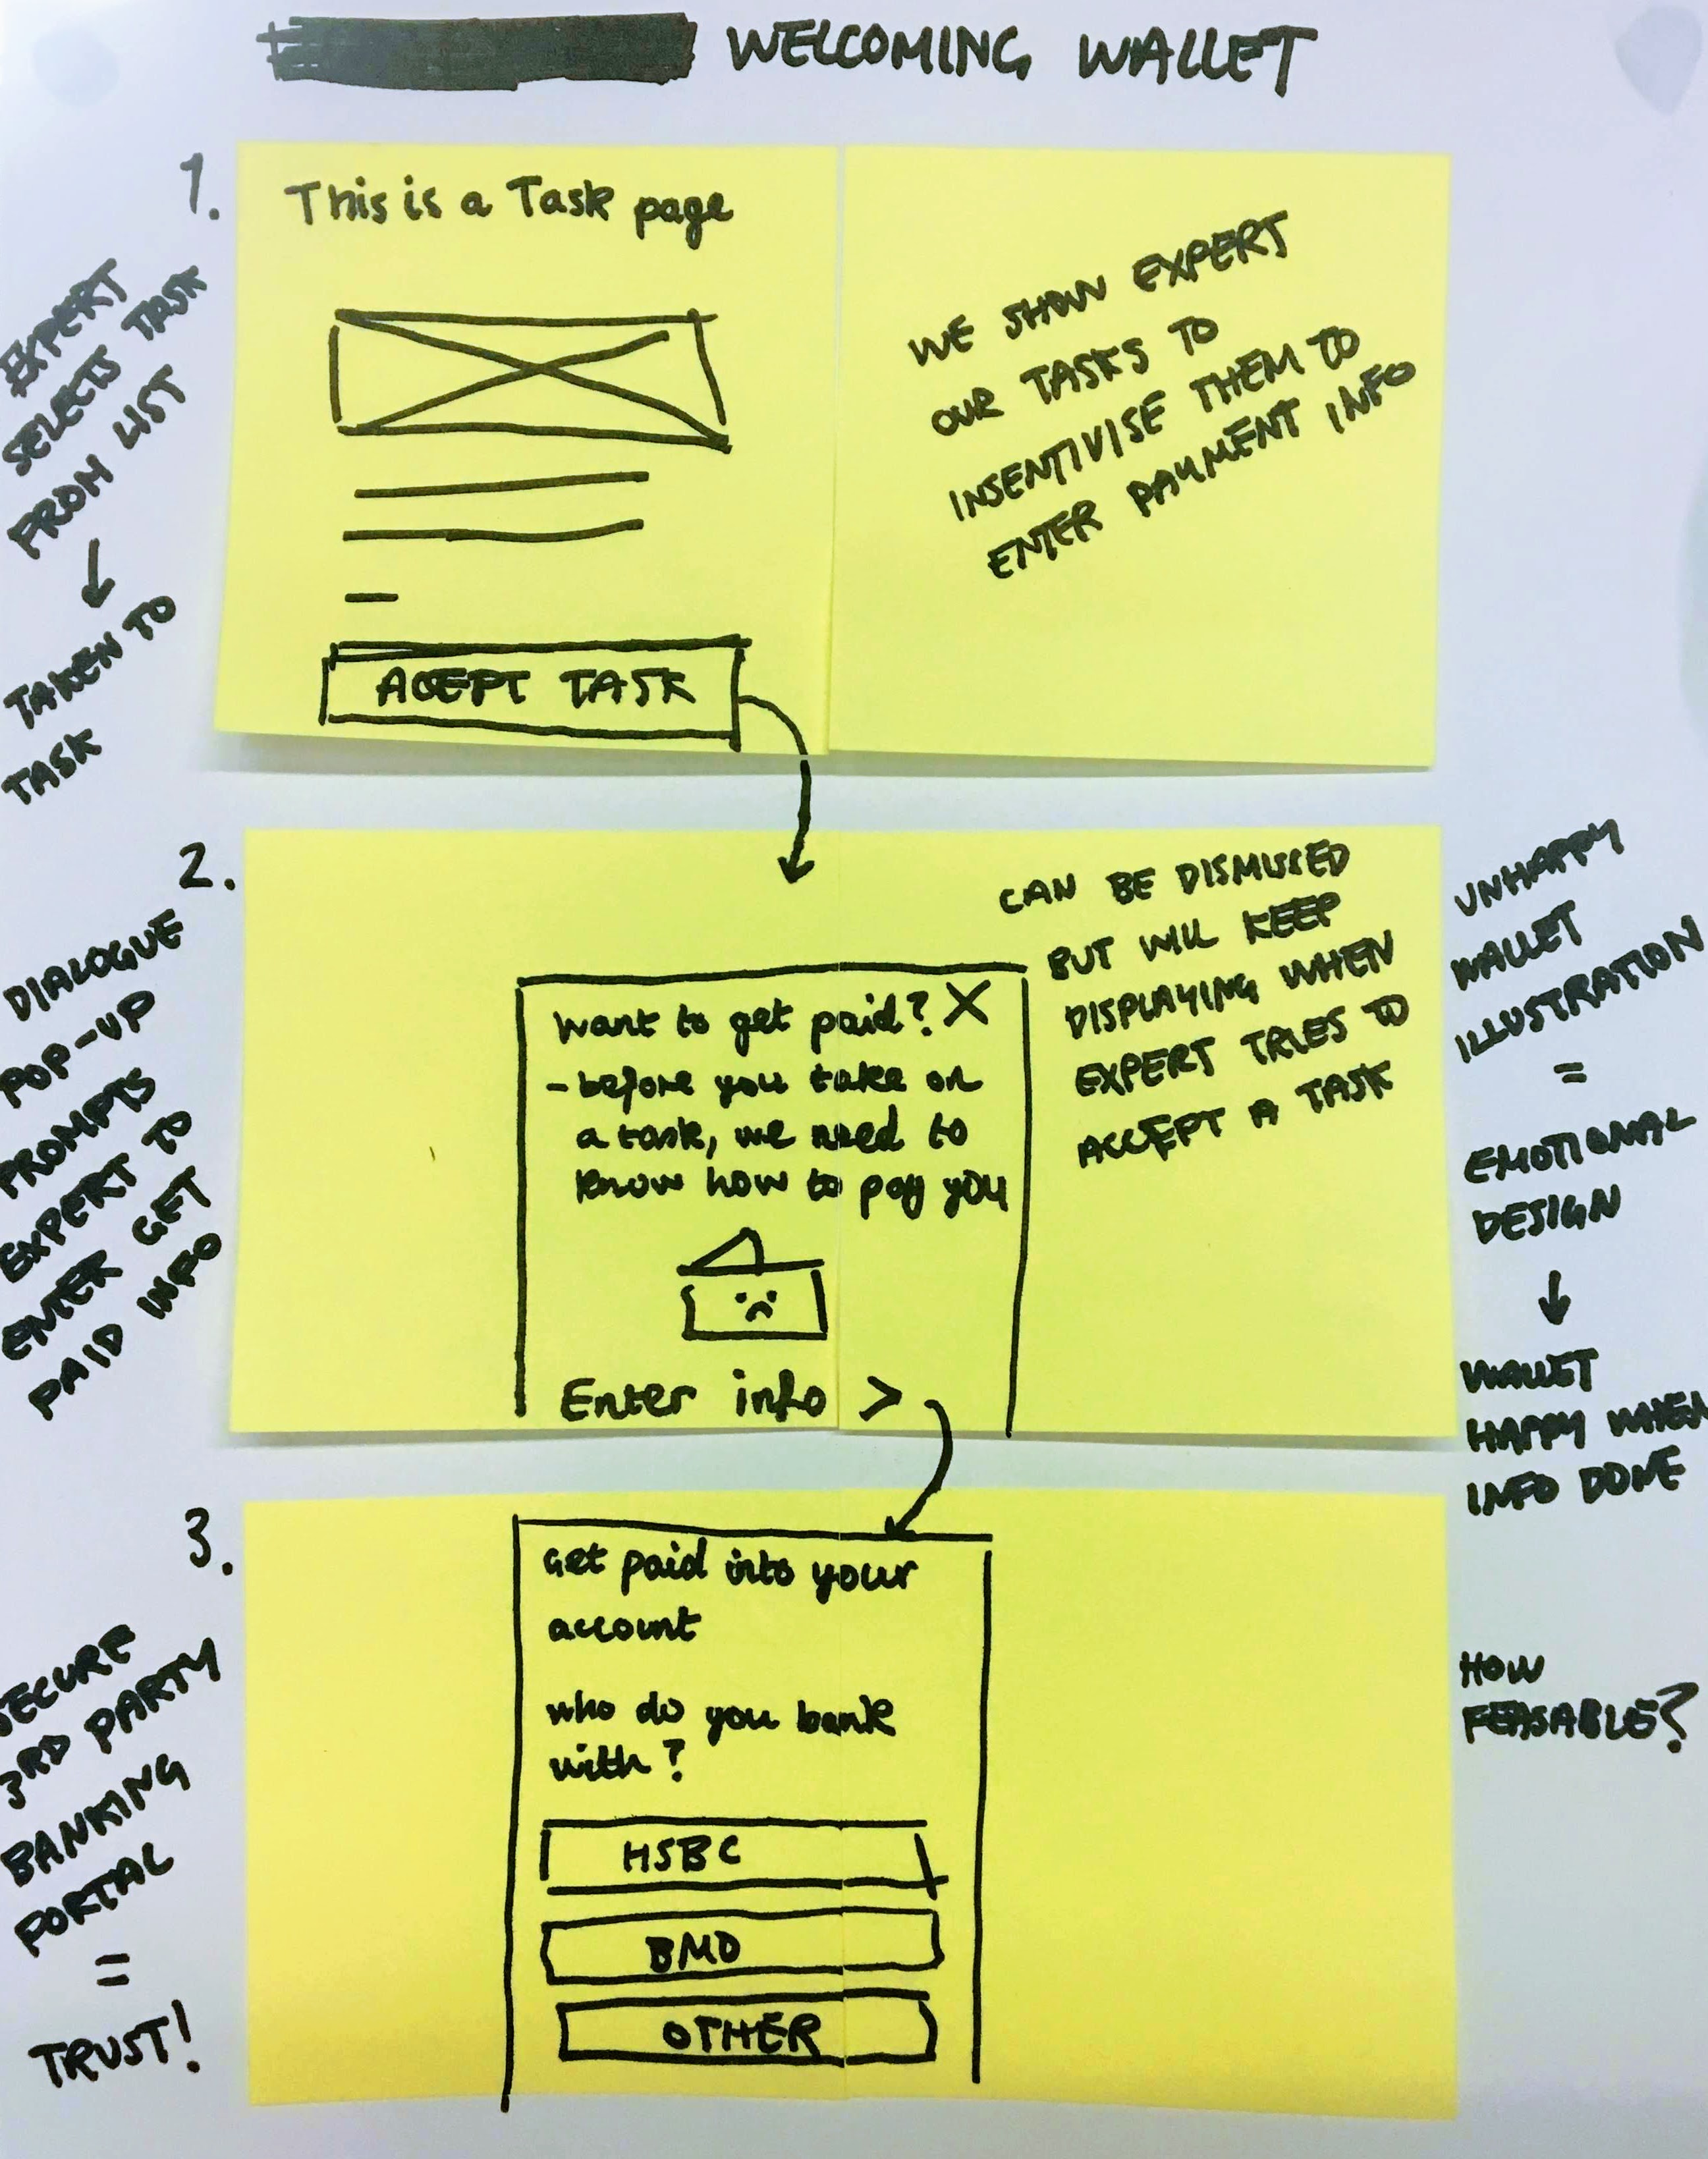 WELCOMING WALLET
1.
EXPERT
SELECTS TASK
FROM LIST
↓
TAKEN TO
TASK
This is a Task page
ACEPT TASK
WE SHOW EXPERT
OUR TASKS TO
INSENTIVISE THEM TO
ENTER PAYMENT INFO
2.
DIALOGUE
POP-UP
PROMPTS
EXPERT TO
ENTER GET
PAID INFO
Want to get paid? X
- before you take on
a task, we need to
know how to pay you
Enter info >
CAN BE DISMISSED
BUT WILL KEEP
DISPLAYING WHEN
EXPERT TRIES TO
ACCEPT A TASK
UNHAPPY
WALLET
ILLUSTRATION
=
EMOTIONAL
DESIGN
↓
WALLET
HAPPY WHEN
INFO DONE
3.
SECURE
3RD PARTY
BANKING
PORTAL
=
TRUST!
Get paid into your
account
who do you bank
with?
HSBC
BMO
OTHER
HOW
FEASABLE?